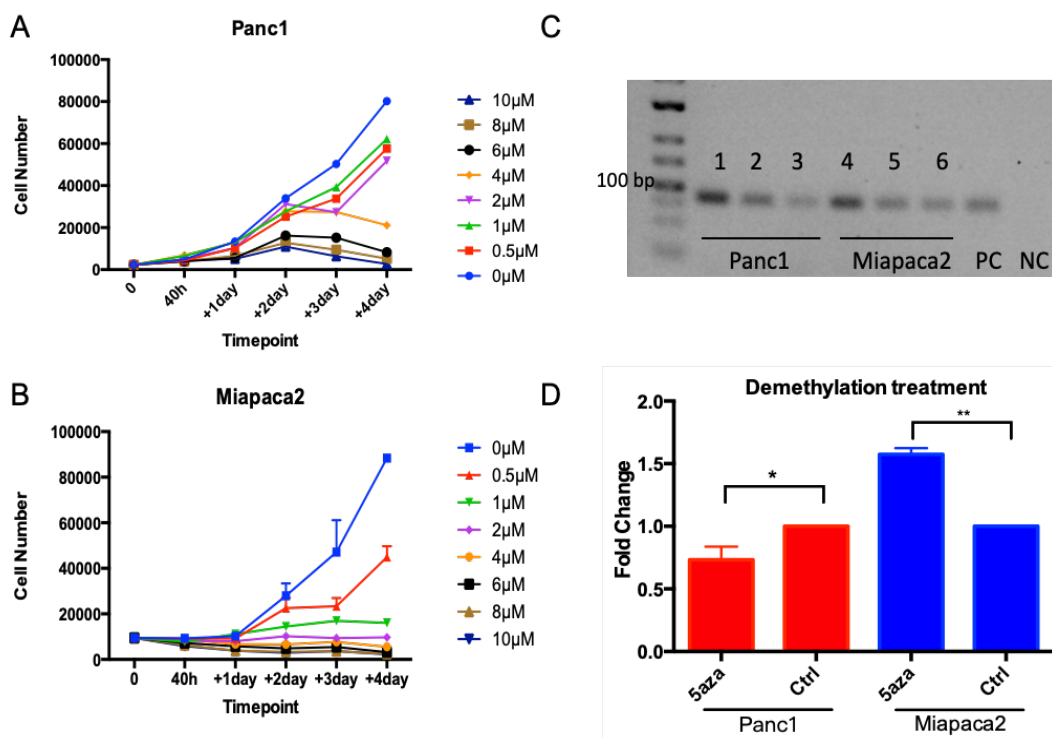 A
Panc1
100000
80000
60000
40000
20000
0
Cell Number
0
40h
+1day
+2day
+3day
+4day
Timepoint
10µM
8µM
6µM
4µM
2µM
1µM
0.5µM
0µM
B
Miapaca2
100000
80000
60000
40000
20000
0
Cell Number
0
40h
+1day
+2day
+3day
+4day
Timepoint
0µM
0.5µM
1µM
2µM
4µM
6µM
8µM
10µM
C
100 bp
1 2 3 4 5 6
Panc1 Miapaca2 PC NC
D
Demethylation treatment
2.0
1.5
1.0
0.5
0.0
Fold Change
*
**
5aza Ctrl 5aza Ctrl
Panc1 Miapaca2